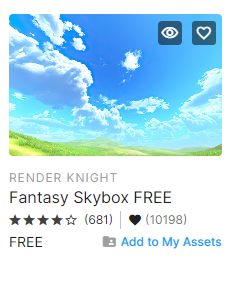 RENDER KNIGHT
Fantasy Skybox FREE
(681) (10198)
FREE Add to My Assets